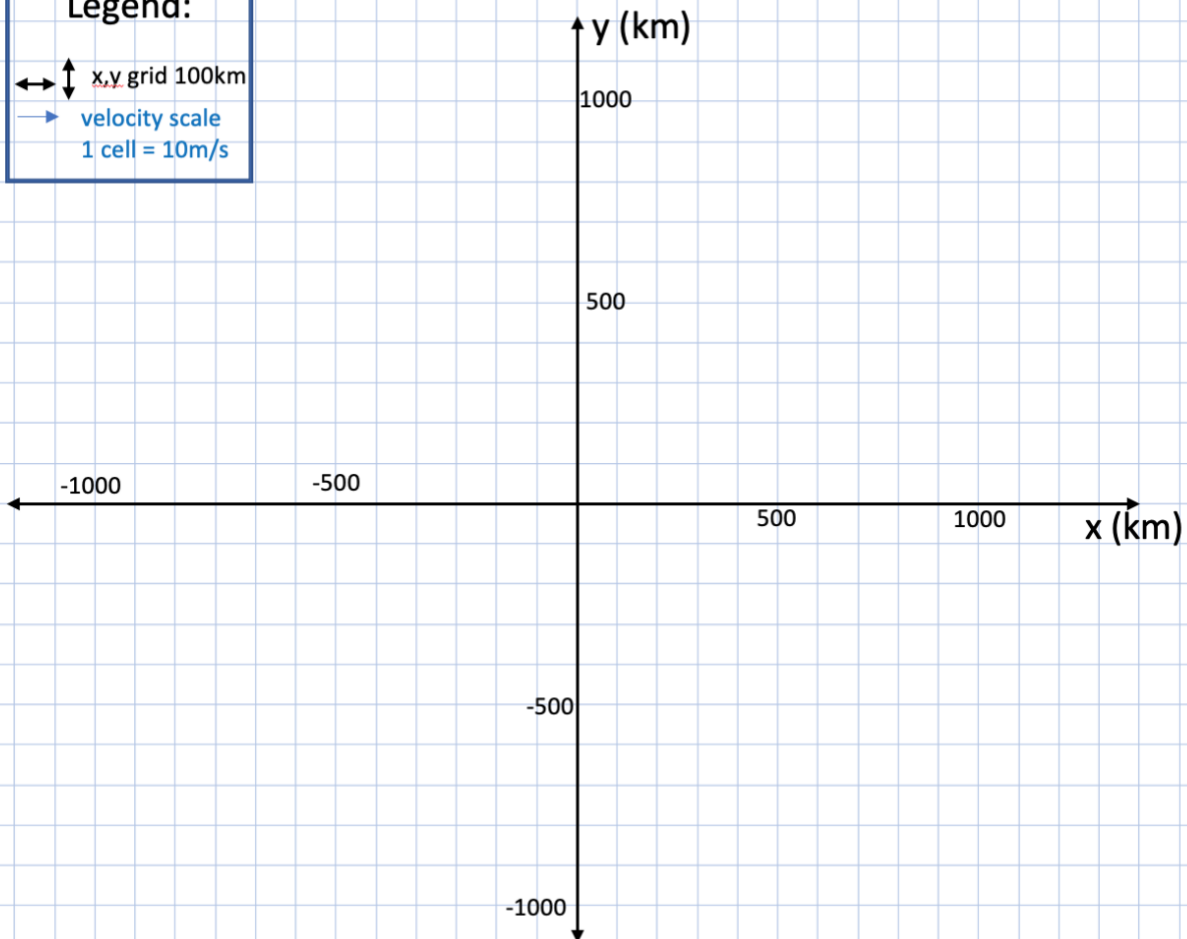 Legend:
x,y grid 100km
velocity scale
1 cell = 10m/s
y (km)
1000
500
-1000
-500
500
1000
x (km)
-500
-1000